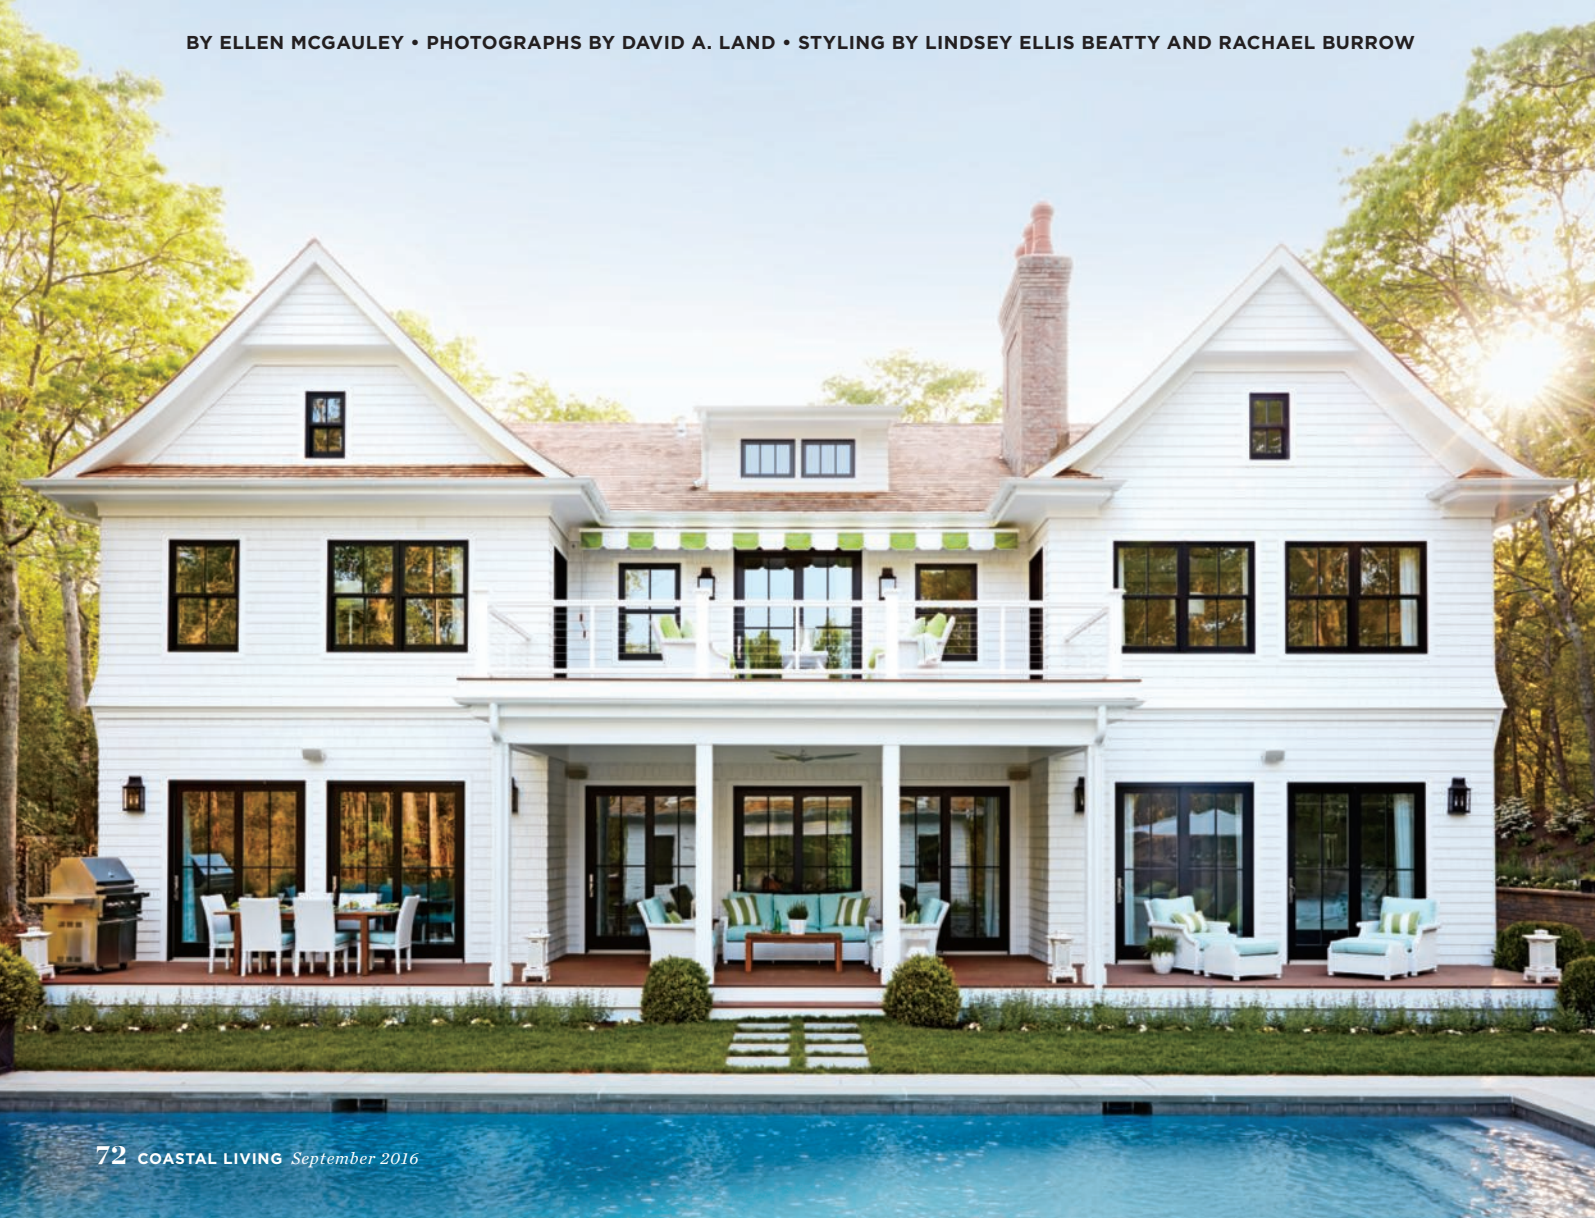 BY ELLEN MCGAULEY • PHOTOGRAPHS BY DAVID A. LAND • STYLING BY LINDSEY ELLIS BEATTY AND RACHAEL BURROW
72 COASTAL LIVING September 2016